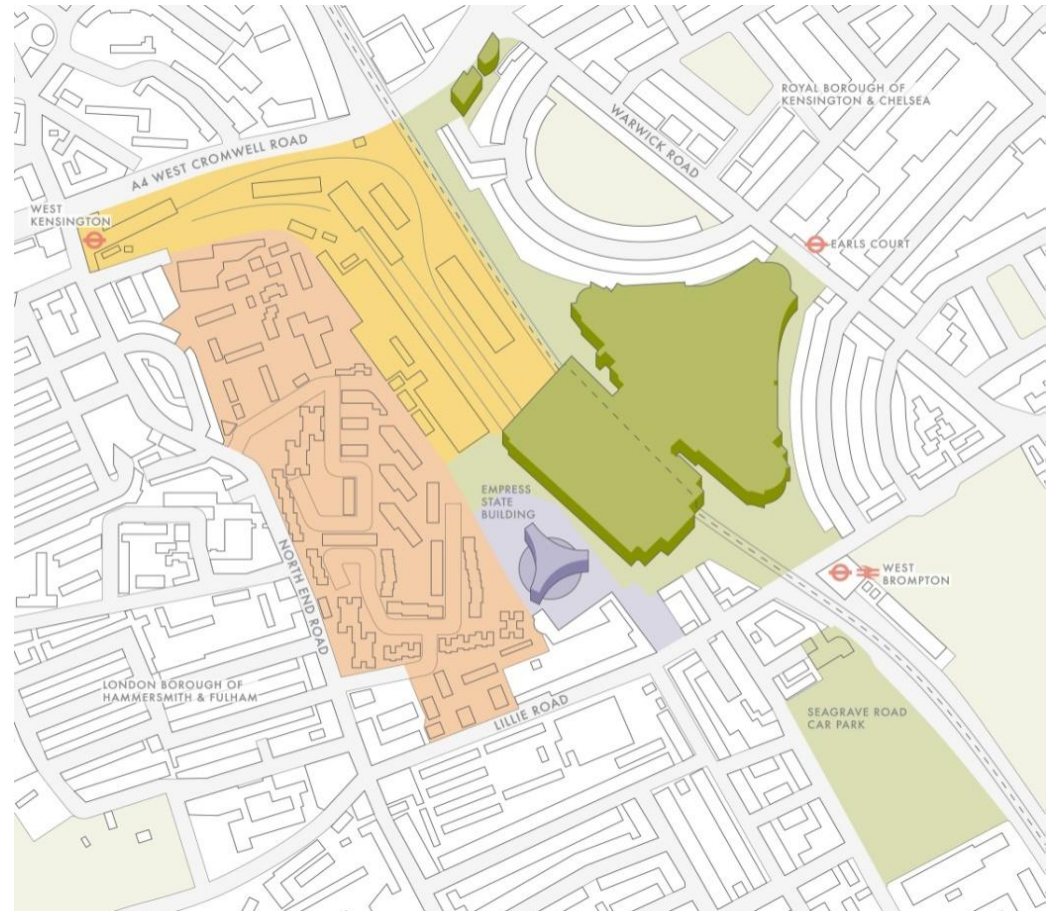 ROYAL BOROUGH OF
KENSINGTON & CHELSEA
WARWICK ROAD
A4 WEST CROMWELL ROAD
WEST
KENSINGTON
EARLS COURT
EMPRESS
STATE
BUILDING
NORTH END ROAD
WEST
BROMPTON
LONDON BOROUGH OF
HAMMERSMITH & FULHAM
LILLIE ROAD
SEAGRAVE ROAD
CAR PARK